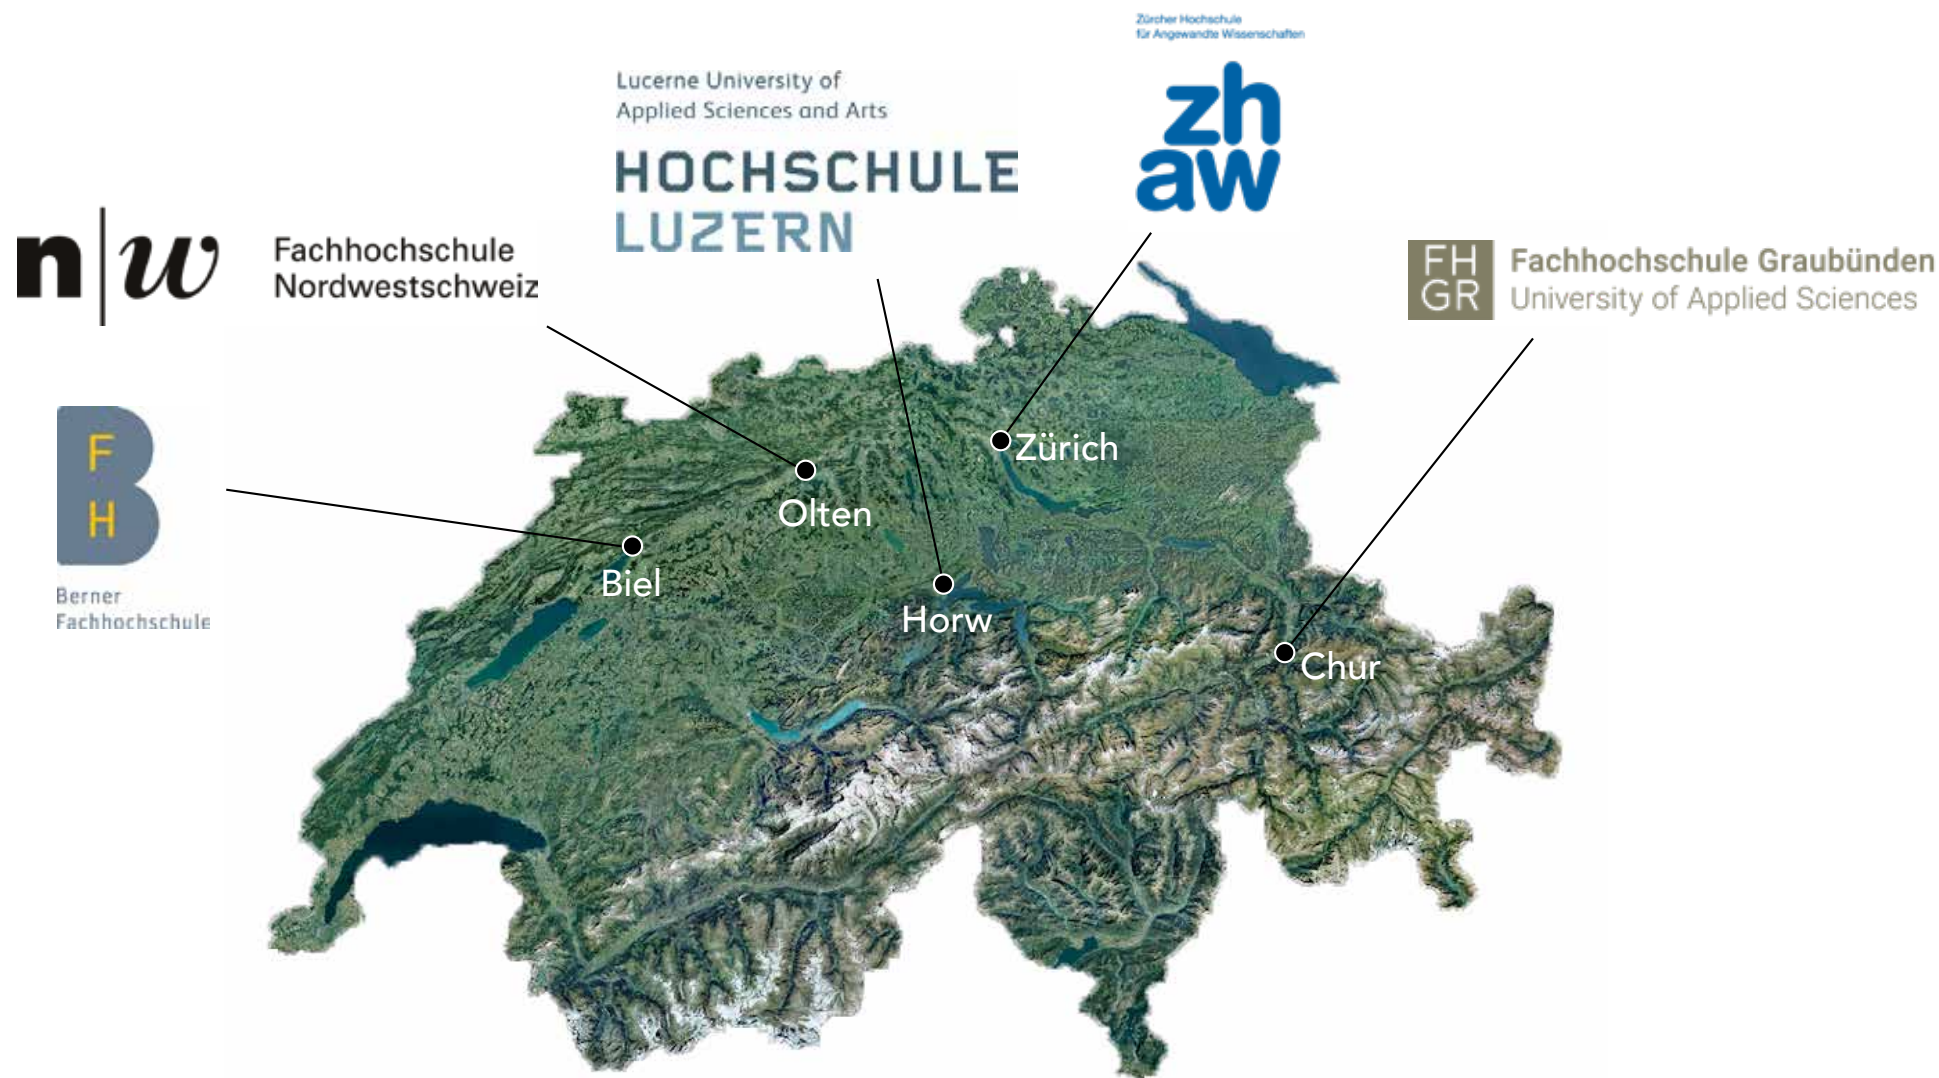 Zürcher Hochschule
für Angewandte Wissenschaften
zh
aw
Lucerne University of
Applied Sciences and Arts
HOCHSCHULE
LUZERN
n|w
Fachhochschule
Nordwestschweiz
FH
GR
Fachhochschule Graubünden
University of Applied Sciences
F
H
Berner
Fachhochschule
Zürich
Olten
Biel
Horw
Chur